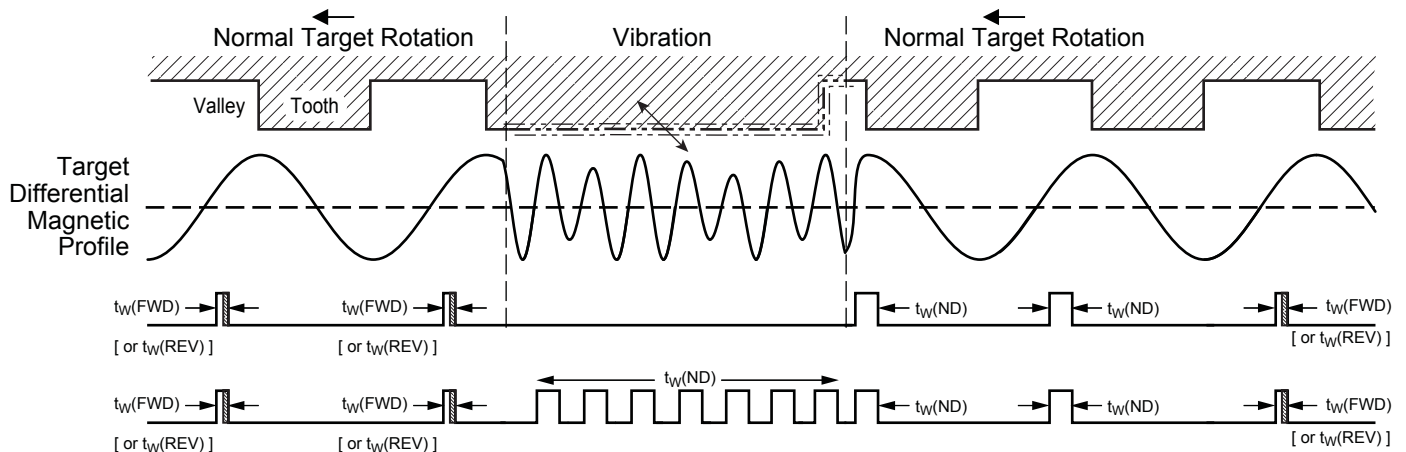 Normal Target Rotation Vibration Normal Target Rotation
Valley Tooth
Target
Differential
Magnetic
Profile
tW(FWD) tW(FWD) tW(ND) tW(ND) tW(FWD)
[ or tW(REV) ] [ or tW(REV) ] [ or tW(REV) ]
tW(ND)
tW(FWD) tW(FWD) tW(ND) tW(ND) tW(FWD)
[ or tW(REV) ] [ or tW(REV) ] [ or tW(REV) ]